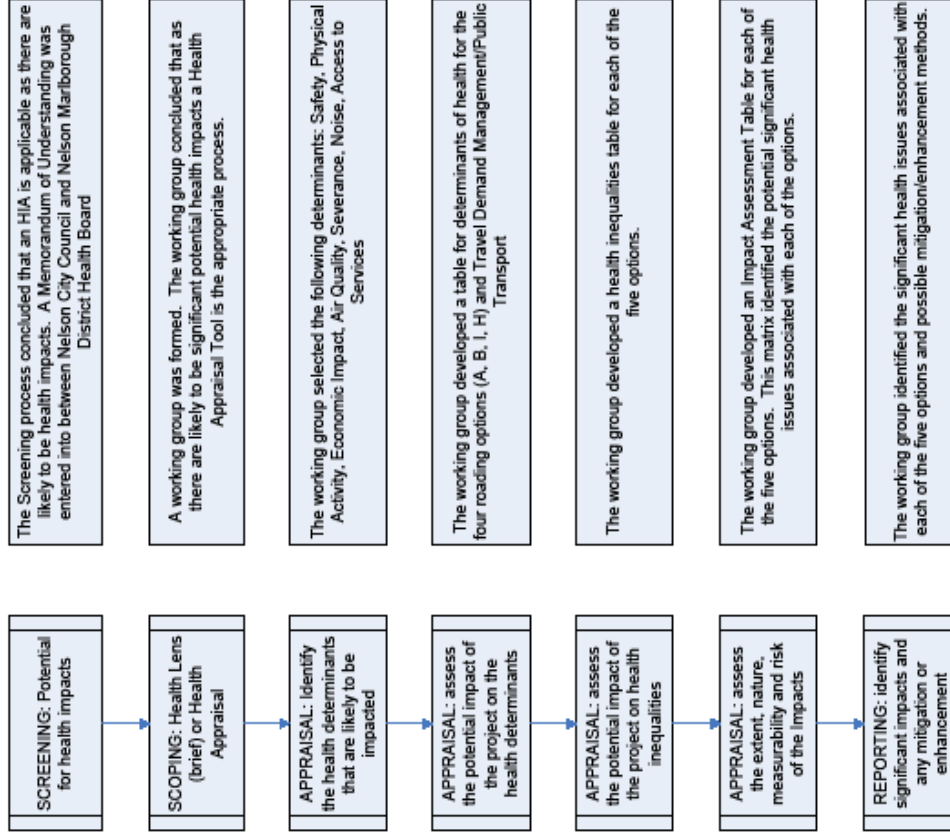 SCREENING: Potential
for health impacts
The Screening process concluded that an HIA is applicable as there are
likely to be health impacts. A Memorandum of Understanding was
entered into between Nelson City Council and Nelson Marlborough
District Health Board
SCOPING: Health Lens
(brief) or Health
Appraisal
A working group was formed. The working group concluded that as
there are likely to be significant potential health impacts a Health
Appraisal Tool is the appropriate process.
APPRAISAL: Identify
the health determinants
that are likely to be
impacted
The working group selected the following determinants: Safety, Physical
Activity, Economic Impact, Air Quality, Severance, Noise, Access to
Services
APPRAISAL: assess
the potential impact of
the project on the
health determinants
The working group developed a table for determinants of health for the
four roading options (A, B, I, H) and Travel Demand Management/Public
Transport
APPRAISAL: assess
the potential impact of
the project on health
inequalities
The working group developed a health inequalities table for each of the
five options.
APPRAISAL: assess
the extent, nature,
measurability and risk
of the Impacts
The working group developed an Impact Assessment Table for each of
the five options. This matrix identified the potential significant health
issues associated with each of the options.
REPORTING: identify
significant impacts and
any mitigation or
enhancement
The working group identified the significant health issues associated with
each of the five options and possible mitigation/enhancement methods.